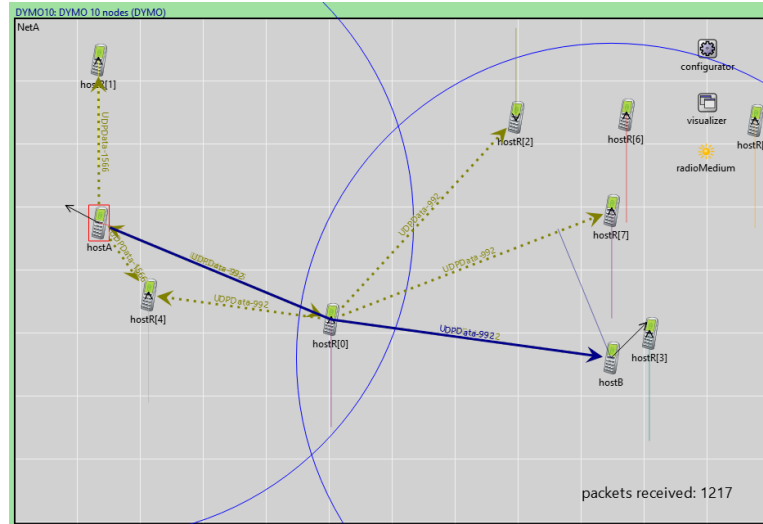 DYMO10: DYMO 10 nodes (DYMO)
NetA
hostR[1]
configurator
visualizer
radioMedium
hostR[2]
hostR[6]
hostR[
UDPData-1566
hostA
UDPData-1566
UDPData-992
hostR[7]
UDPData-992
hostR[4]
UDPData-992
UDPData-992
hostR[0]
UDPData-992
hostR[3]
hostB
packets received: 1217